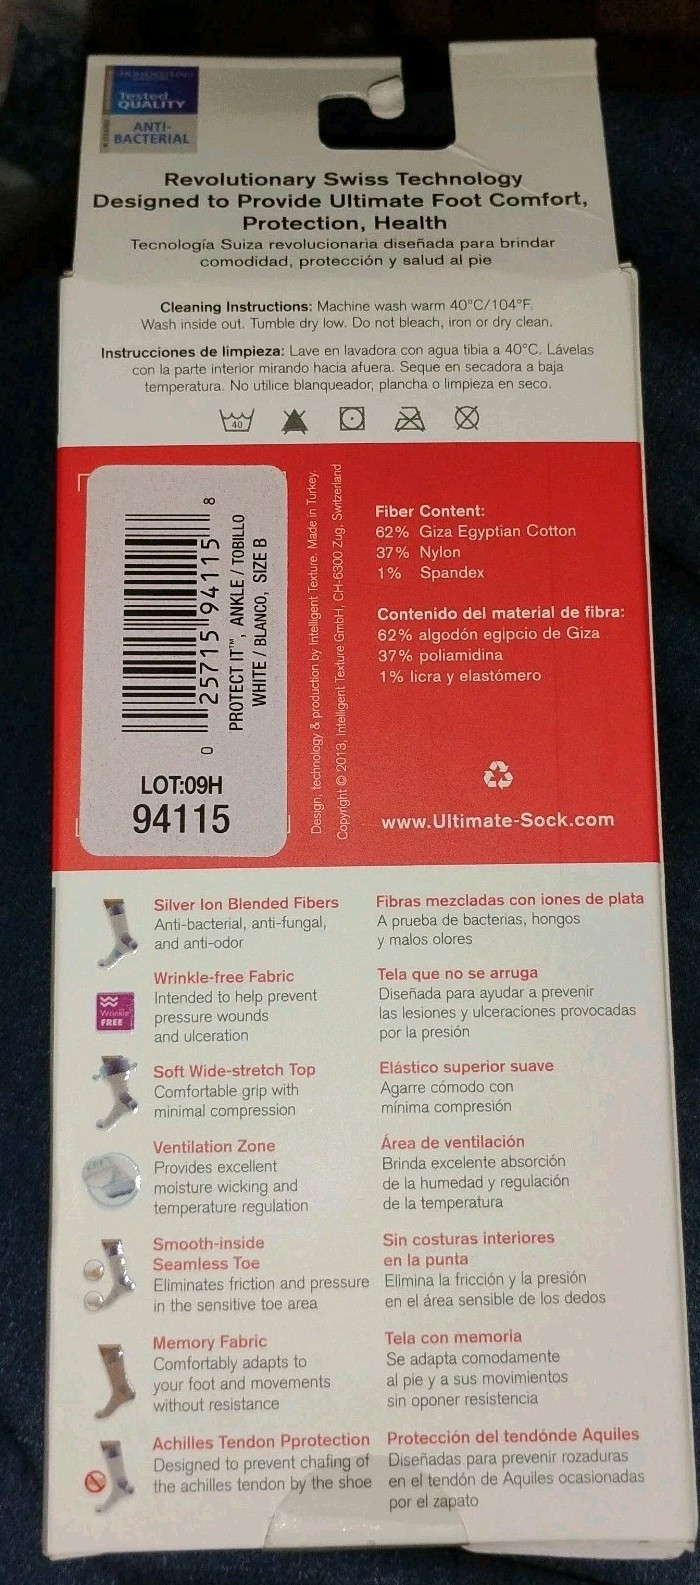 Tested
QUALITY
ANTI-
BACTERIAL
Revolutionary Swiss Technology
Designed to Provide Ultimate Foot Comfort,
Protection, Health
Tecnología Suiza revolucionaria diseñada para brindar
comodidad, protección y salud al pie
Cleaning Instructions: Machine wash warm 40°C/104°F.
Wash inside out. Tumble dry low. Do not bleach, iron or dry clean.
Instrucciones de limpieza: Lave en lavadora con agua tibia a 40°C. Lávelas
con la parte interior mirando hacia afuera. Seque en secadora a baja
temperatura. No utilice blanqueador, plancha o limpieza en seco.
40
0 25715 94115 8
PROTECT IT™, ANKLE / TOBILLO
WHITE / BLANCO, SIZE B
LOT:09H
94115
Design, technology & production by Intelligent Texture. Made in Turkey.
Copyright © 2013, Intelligent Texture GmbH, CH-6300 Zug, Switzerland
Fiber Content:
62% Giza Egyptian Cotton
37% Nylon
1% Spandex
Contenido del material de fibra:
62% algodón egipcio de Giza
37% poliamidina
1% licra y elastómero
www.Ultimate-Sock.com
Silver Ion Blended Fibers
Anti-bacterial, anti-fungal,
and anti-odor
Fibras mezcladas con iones de plata
A prueba de bacterias, hongos
y malos olores
Wrinkle
FREE
Wrinkle-free Fabric
Intended to help prevent
pressure wounds
and ulceration
Tela que no se arruga
Diseñada para ayudar a prevenir
las lesiones y ulceraciones provocadas
por la presión
Soft Wide-stretch Top
Comfortable grip with
minimal compression
Elástico superior suave
Agarre cómodo con
mínima compresión
Ventilation Zone
Provides excellent
moisture wicking and
temperature regulation
Área de ventilación
Brinda excelente absorción
de la humedad y regulación
de la temperatura
Smooth-inside
Seamless Toe
Eliminates friction and pressure
in the sensitive toe area
Sin costuras interiores
en la punta
Elimina la fricción y la presión
en el área sensible de los dedos
Memory Fabric
Comfortably adapts to
your foot and movements
without resistance
Tela con memoria
Se adapta comodamente
al pie y a sus movimientos
sin oponer resistencia
Achilles Tendon Pprotection
Designed to prevent chafing of
the achilles tendon by the shoe
Protección del tendónde Aquiles
Diseñadas para prevenir rozaduras
en el tendón de Aquiles ocasionadas
por el zapato